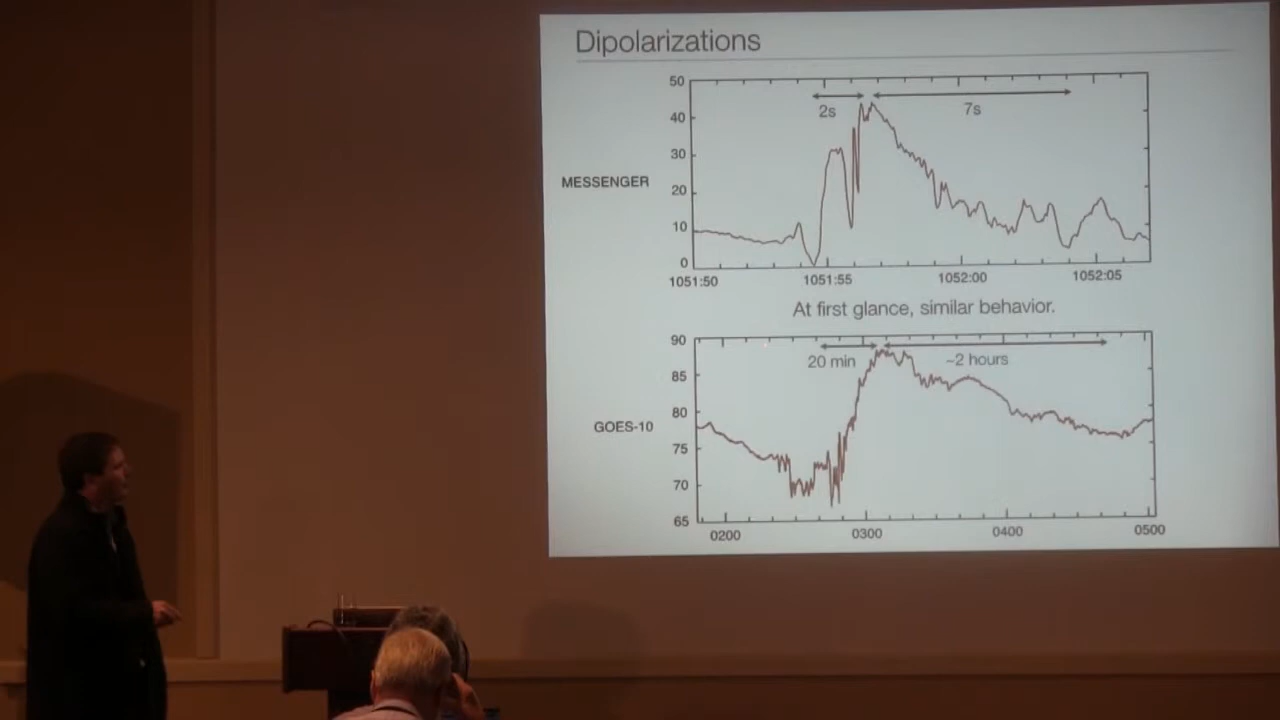 Dipolarizations
50
40
30
20
10
0
2s
7s
MESSENGER
1051:50 1051:55 1052:00 1052:05
At first glance, similar behavior.
90
85
80
75
70
65
20 min
~2 hours
GOES-10
0200 0300 0400 0500